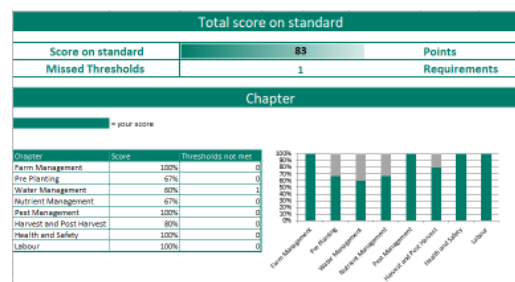 Total score on standard
Score on standard 83 Points
Missed Thresholds 1 Requirements
Chapter
= your score
Chapter Score Thresholds not met
Farm Management 100% 0
Pre Planting 67% 0
Water Management 60% 1
Nutrient Management 67% 0
Pest Management 100% 0
Harvest and Post Harvest 80% 0
Health and Safety 100% 0
Labour 100% 0
100%
90%
80%
70%
60%
50%
40%
30%
20%
10%
0%
Farm Management
Pre Planting
Water Management
Nutrient Management
Pest Management
Harvest and Post Harvest
Health and Safety
Labour